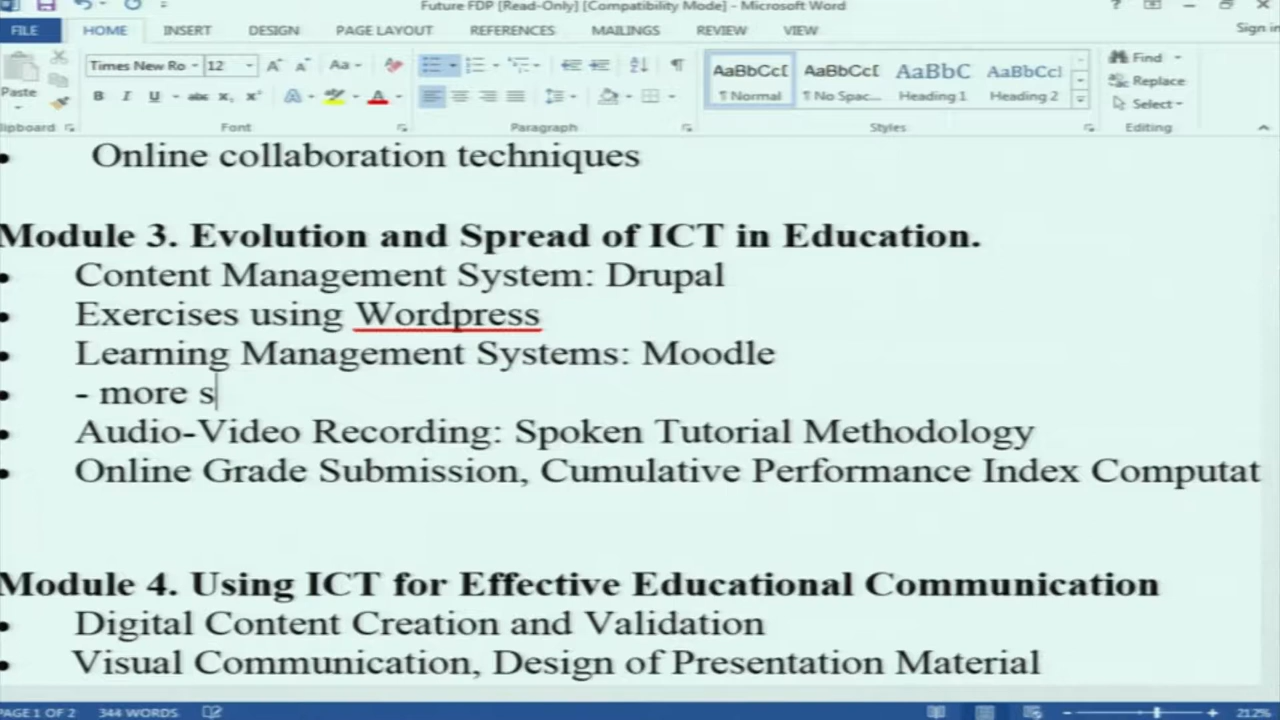 Future FDP [Read-Only] [Compatibility Mode] - Microsoft Word
FILE HOME INSERT DESIGN PAGE LAYOUT REFERENCES MAILINGS REVIEW VIEW Sign in
Times New Ro 12 Aa
Paste
B I U abc x, x
AaBbCcI AaBbCcI AaBbC AaBbCc
¶ Normal ¶ No Spac... Heading 1 Heading 2
Find
Replace
Select
lipboard Font Paragraph Styles Editing
• Online collaboration techniques
Module 3. Evolution and Spread of ICT in Education.
• Content Management System: Drupal
• Exercises using Wordpress
• Learning Management Systems: Moodle
• - more s
• Audio-Video Recording: Spoken Tutorial Methodology
• Online Grade Submission, Cumulative Performance Index Computat
Module 4. Using ICT for Effective Educational Communication
• Digital Content Creation and Validation
• Visual Communication, Design of Presentation Material
PAGE 1 OF 2 344 WORDS 212%